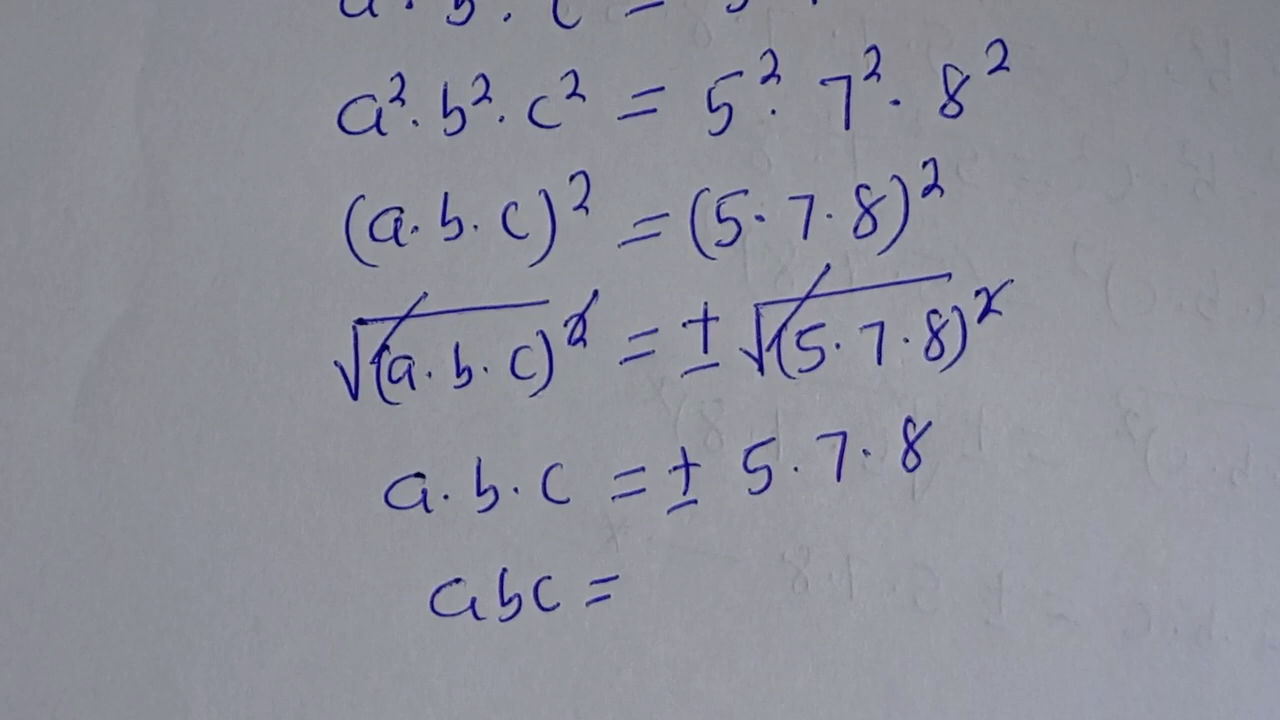 a² · b² · c² = 5² · 7² · 8²
(a · b · c)² = (5 · 7 · 8)²
√(a · b · c)² = ± √(5 · 7 · 8)²
a · b · c = ± 5 · 7 · 8
abc =